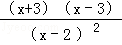 (x+3) (x-3)
(x-2)²